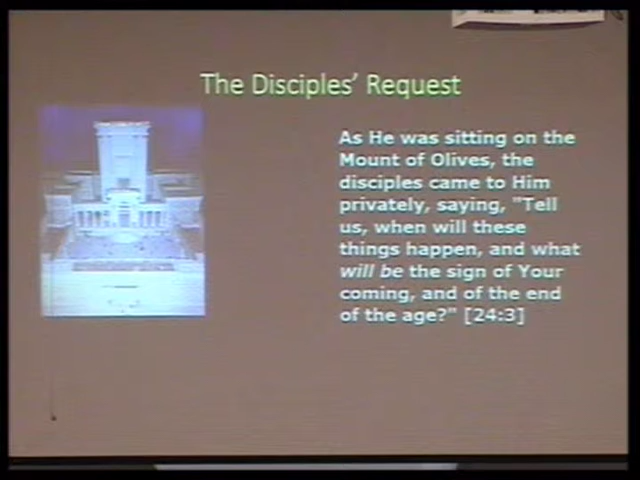 The Disciples' Request
As He was sitting on the
Mount of Olives, the
disciples came to Him
privately, saying, "Tell
us, when will these
things happen, and what
will be the sign of Your
coming, and of the end
of the age?" [24:3]